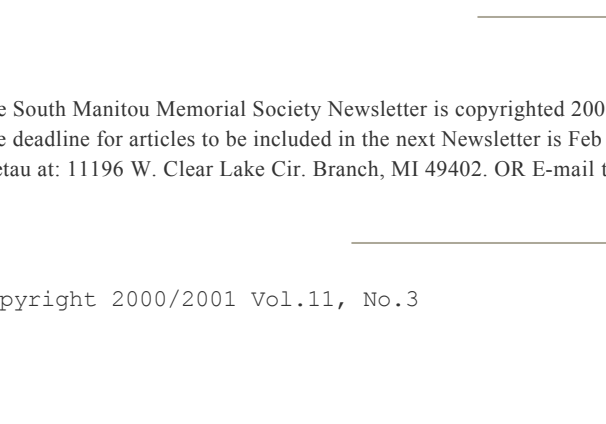 e South Manitou Memorial Society Newsletter is copyrighted 200
e deadline for articles to be included in the next Newsletter is Feb
etau at: 11196 W. Clear Lake Cir. Branch, MI 49402. OR E-mail t
pyright 2000/2001 Vol.11, No.3